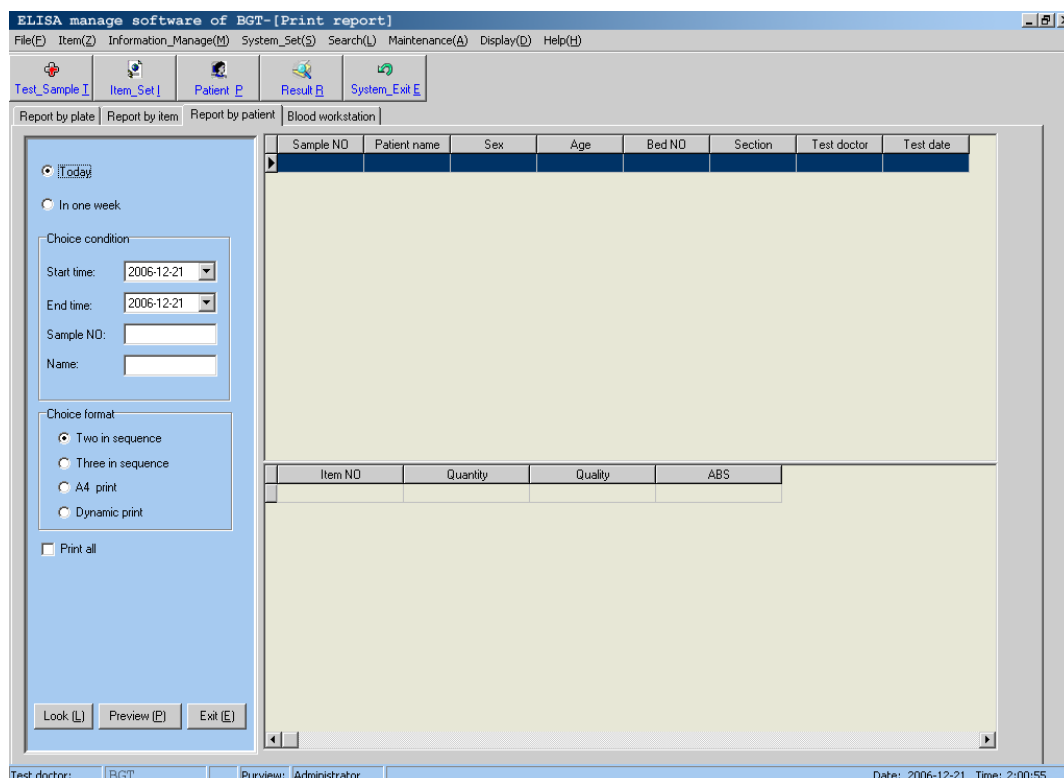 ELISA manage software of BGT-[Print report]
File(F) Item(Z) Information_Manage(M) System_Set(S) Search(L) Maintenance(A) Display(D) Help(H)
Test_Sample T Item_Set I Patient P Result R System_Exit E
Report by plate Report by item Report by patient Blood workstation
Sample NO Patient name Sex Age Bed NO Section Test doctor Test date
Today
In one week
Choice condition
Start time: 2006-12-21
End time: 2006-12-21
Sample NO:
Name:
Choice format
Two in sequence
Three in sequence
A4 print
Dynamic print
Print all
Item NO Quantity Quality ABS
Look (L) Preview (P) Exit (E)
Test doctor: BGT Purview: Administrator Date: 2006-12-21 Time: 2:00:55